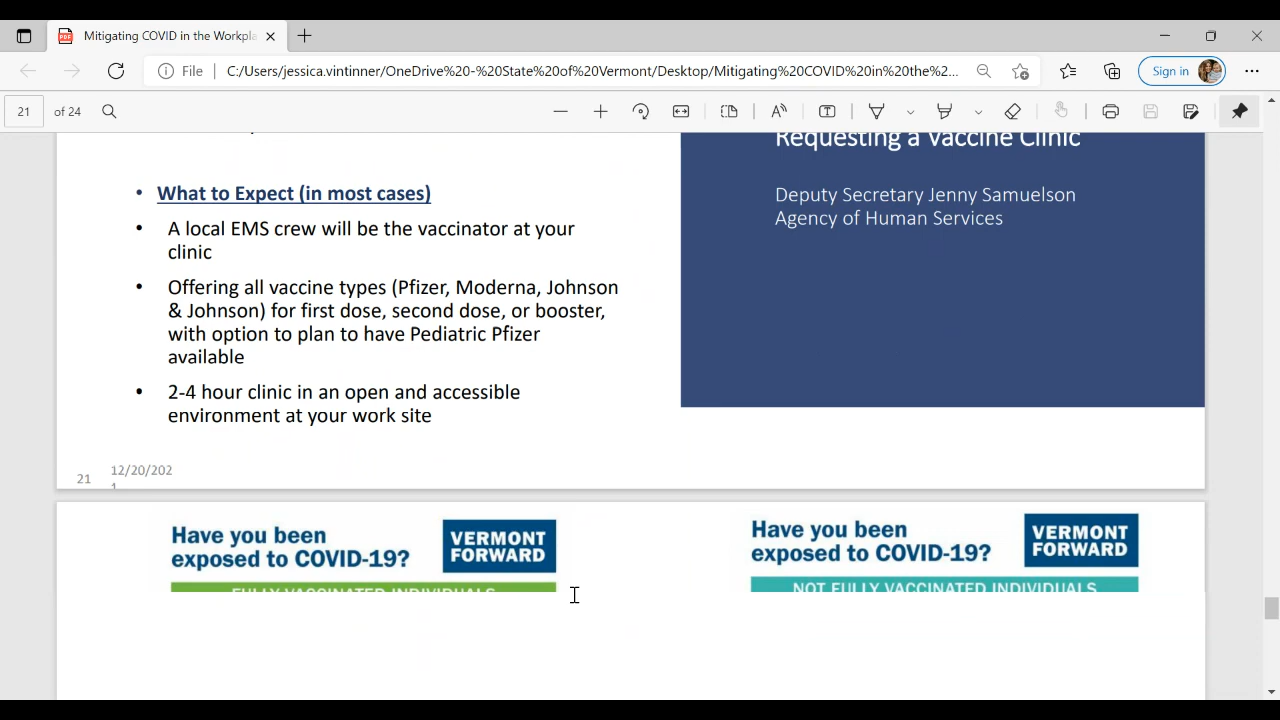 Mitigating COVID in the Workpla
File
C:/Users/jessica.vintinner/OneDrive%20-%20State%20of%20Vermont/Desktop/Mitigating%20COVID%20in%20the%2...
Sign in
21 of 24
Requesting a Vaccine Clinic
Deputy Secretary Jenny Samuelson
Agency of Human Services
• What to Expect (in most cases)
• A local EMS crew will be the vaccinator at your
clinic
• Offering all vaccine types (Pfizer, Moderna, Johnson
& Johnson) for first dose, second dose, or booster,
with option to plan to have Pediatric Pfizer
available
• 2-4 hour clinic in an open and accessible
environment at your work site
21
12/20/202
1
Have you been
exposed to COVID-19?
VERMONT
FORWARD
FULLY VACCINATED INDIVIDUALS
Have you been
exposed to COVID-19?
VERMONT
FORWARD
NOT FULLY VACCINATED INDIVIDUALS